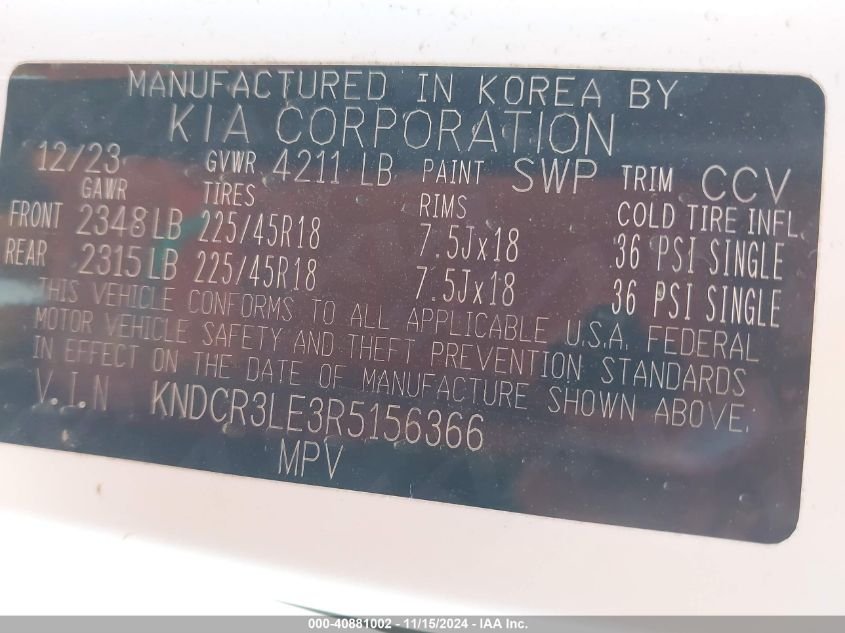 MANUFACTURED IN KOREA BY
KIA CORPORATION
12/23 GVWR 4211 LB PAINT SWP TRIM CCV
GAWR TIRES RIMS COLD TIRE INFL
FRONT 2348 LB 225/45R18 7.5Jx18 36 PSI SINGLE
REAR 2315 LB 225/45R18 7.5Jx18 36 PSI SINGLE
THIS VEHICLE CONFORMS TO ALL APPLICABLE U.S.A. FEDERAL
MOTOR VEHICLE SAFETY AND THEFT PREVENTION STANDARDS
IN EFFECT ON THE DATE OF MANUFACTURE SHOWN ABOVE.
V.I.N KNDCR3LE3R5156366
MPV
000-40881002 - 11/15/2024 - IAA Inc.